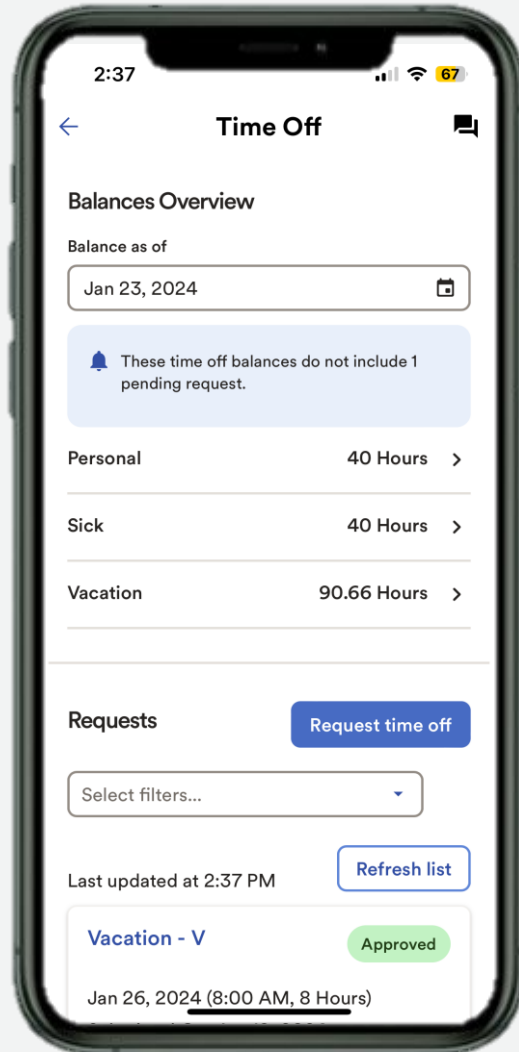 2:37
67
Time Off
Balances Overview
Balance as of
Jan 23, 2024
These time off balances do not include 1
pending request.
Personal 40 Hours
Sick 40 Hours
Vacation 90.66 Hours
Requests
Request time off
Select filters...
Last updated at 2:37 PM
Refresh list
Vacation - V
Approved
Jan 26, 2024 (8:00 AM, 8 Hours)